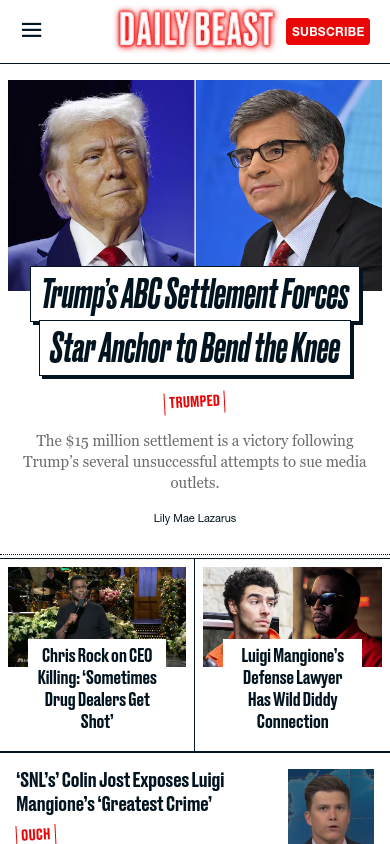 DAILY BEAST
SUBSCRIBE
Trump’s ABC Settlement Forces
Star Anchor to Bend the Knee
TRUMPED
The $15 million settlement is a victory following
Trump’s several unsuccessful attempts to sue media
outlets.
Lily Mae Lazarus
Chris Rock on CEO
Killing: ‘Sometimes
Drug Dealers Get
Shot’
Luigi Mangione’s
Defense Lawyer
Has Wild Diddy
Connection
‘SNL’s’ Colin Jost Exposes Luigi
Mangione’s ‘Greatest Crime’
OUCH